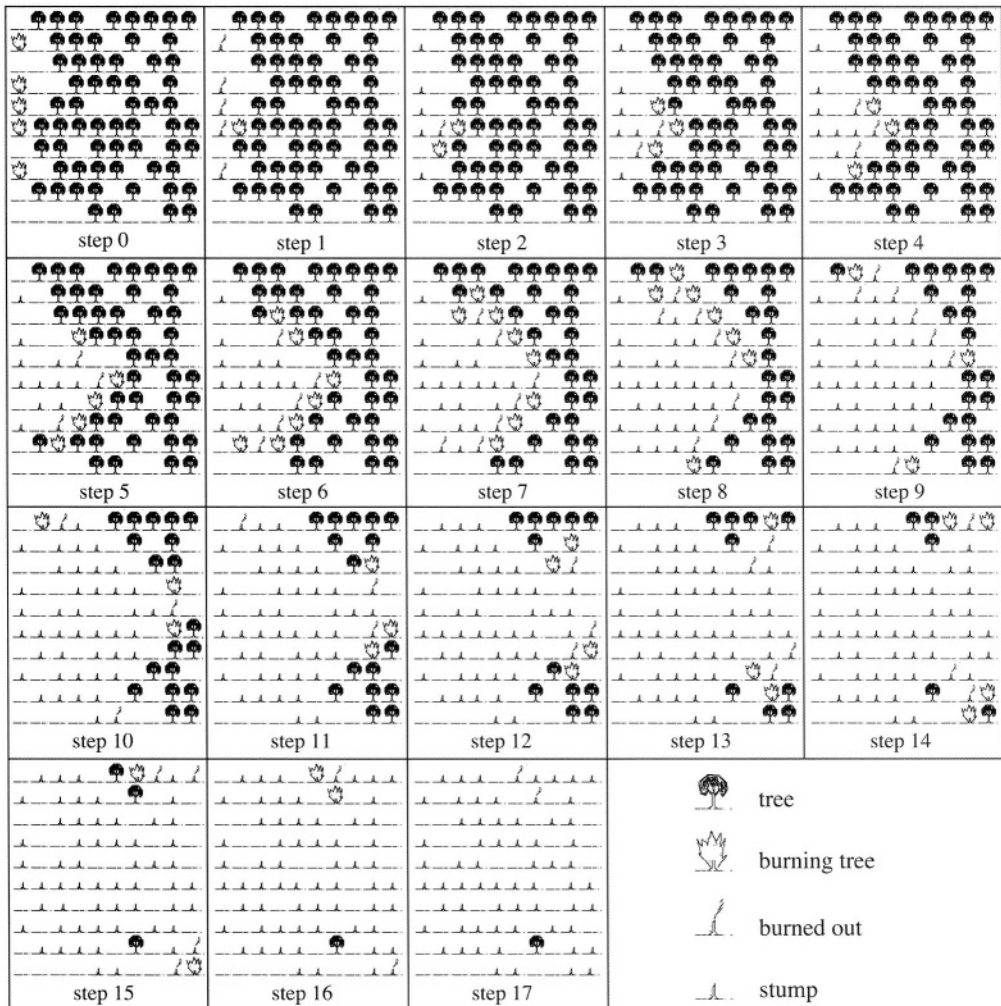 step 0 step 1 step 2 step 3 step 4
step 5 step 6 step 7 step 8 step 9
step 10 step 11 step 12 step 13 step 14
tree
burning tree
burned out
stump
step 15 step 16 step 17